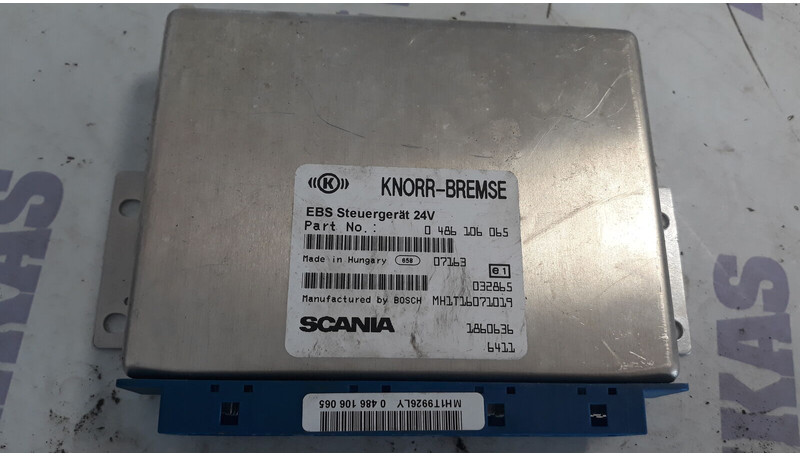 KNORR-BREMSE
EBS Steuergerät 24V
Part No.: 0 486 106 065
Made in Hungary 058 07163 e1
032865
Manufactured by BOSCH MH1T16071019
SCANIA 1860636
6411
MH1T9926LY 0 486 106 065